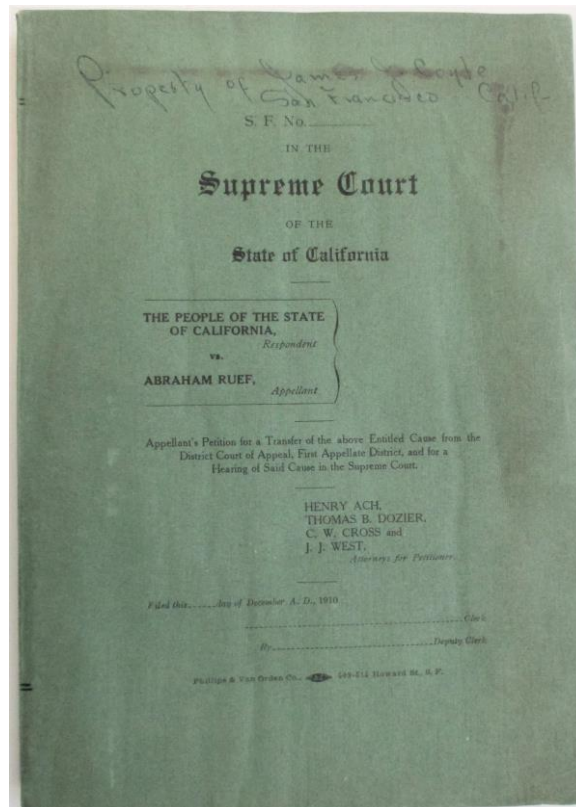 Property of James Coyle
San Francisco Calif-
S. F. No.
IN THE
Supreme Court
OF THE
State of California
THE PEOPLE OF THE STATE
OF CALIFORNIA,
Respondent
vs.
ABRAHAM RUEF,
Appellant
Appellant's Petition for a Transfer of the above Entitled Cause from the
District Court of Appeal, First Appellate District, and for a
Hearing of Said Cause in the Supreme Court.
HENRY ACH,
THOMAS B. DOZIER,
C. W. CROSS and
J. J. WEST,
Attorneys for Petitioner.
Filed this......day of December A. D., 1910
Clerk
By Deputy Clerk
Phillips & Van Orden Co., Howard St., S. F.